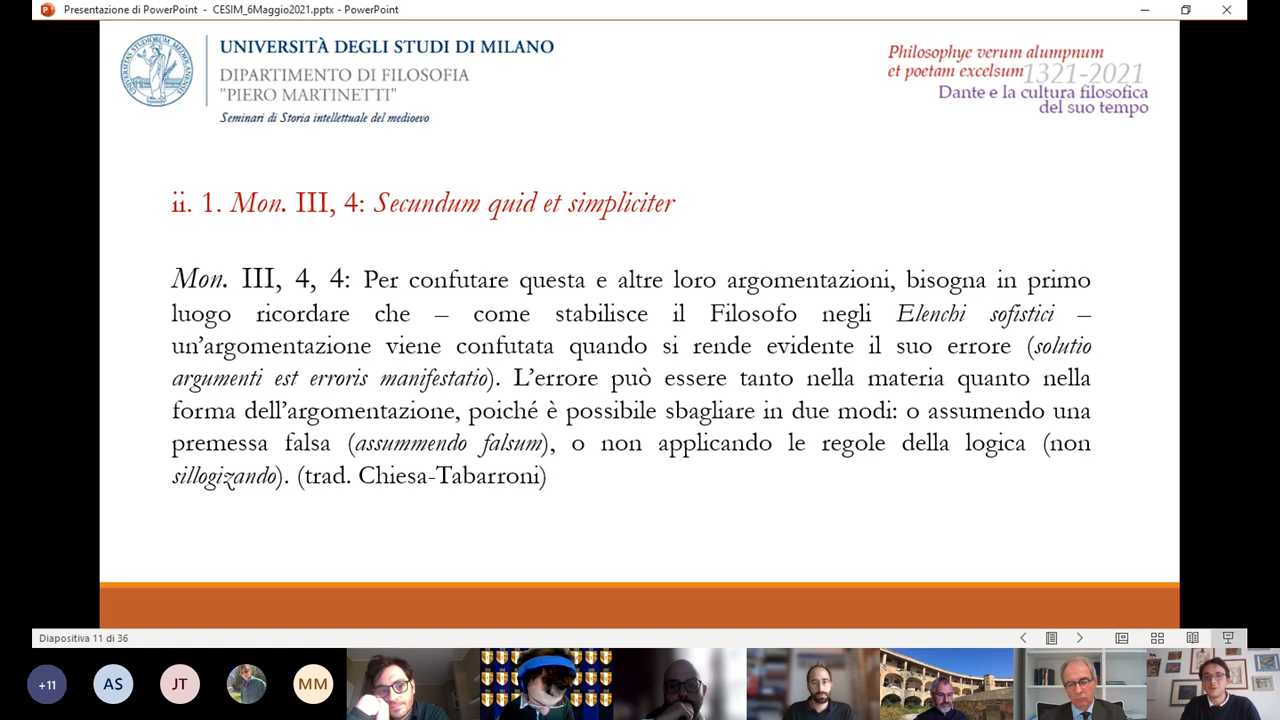 Presentazione di PowerPoint - CESIM_6Maggio2021.pptx - PowerPoint
UNIVERSITÀ DEGLI STUDI DI MILANO
DIPARTIMENTO DI FILOSOFIA
"PIERO MARTINETTI"
Seminari di Storia intellettuale del medioevo
Philosophye verum alumpnum
et poetam excelsum 1321-2021
Dante e la cultura filosofica
del suo tempo
ii. 1. Mon. III, 4: Secundum quid et simpliciter
Mon. III, 4, 4: Per confutare questa e altre loro argomentazioni, bisogna in primo
luogo ricordare che – come stabilisce il Filosofo negli Elenchi sofistici –
un'argomentazione viene confutata quando si rende evidente il suo errore (solutio
argumenti est erroris manifestatio). L'errore può essere tanto nella materia quanto nella
forma dell'argomentazione, poiché è possibile sbagliare in due modi: o assumendo una
premessa falsa (assummendo falsum), o non applicando le regole della logica (non
sillogizando). (trad. Chiesa-Tabarroni)
Diapositiva 11 di 36
+11
AS
JT
MM